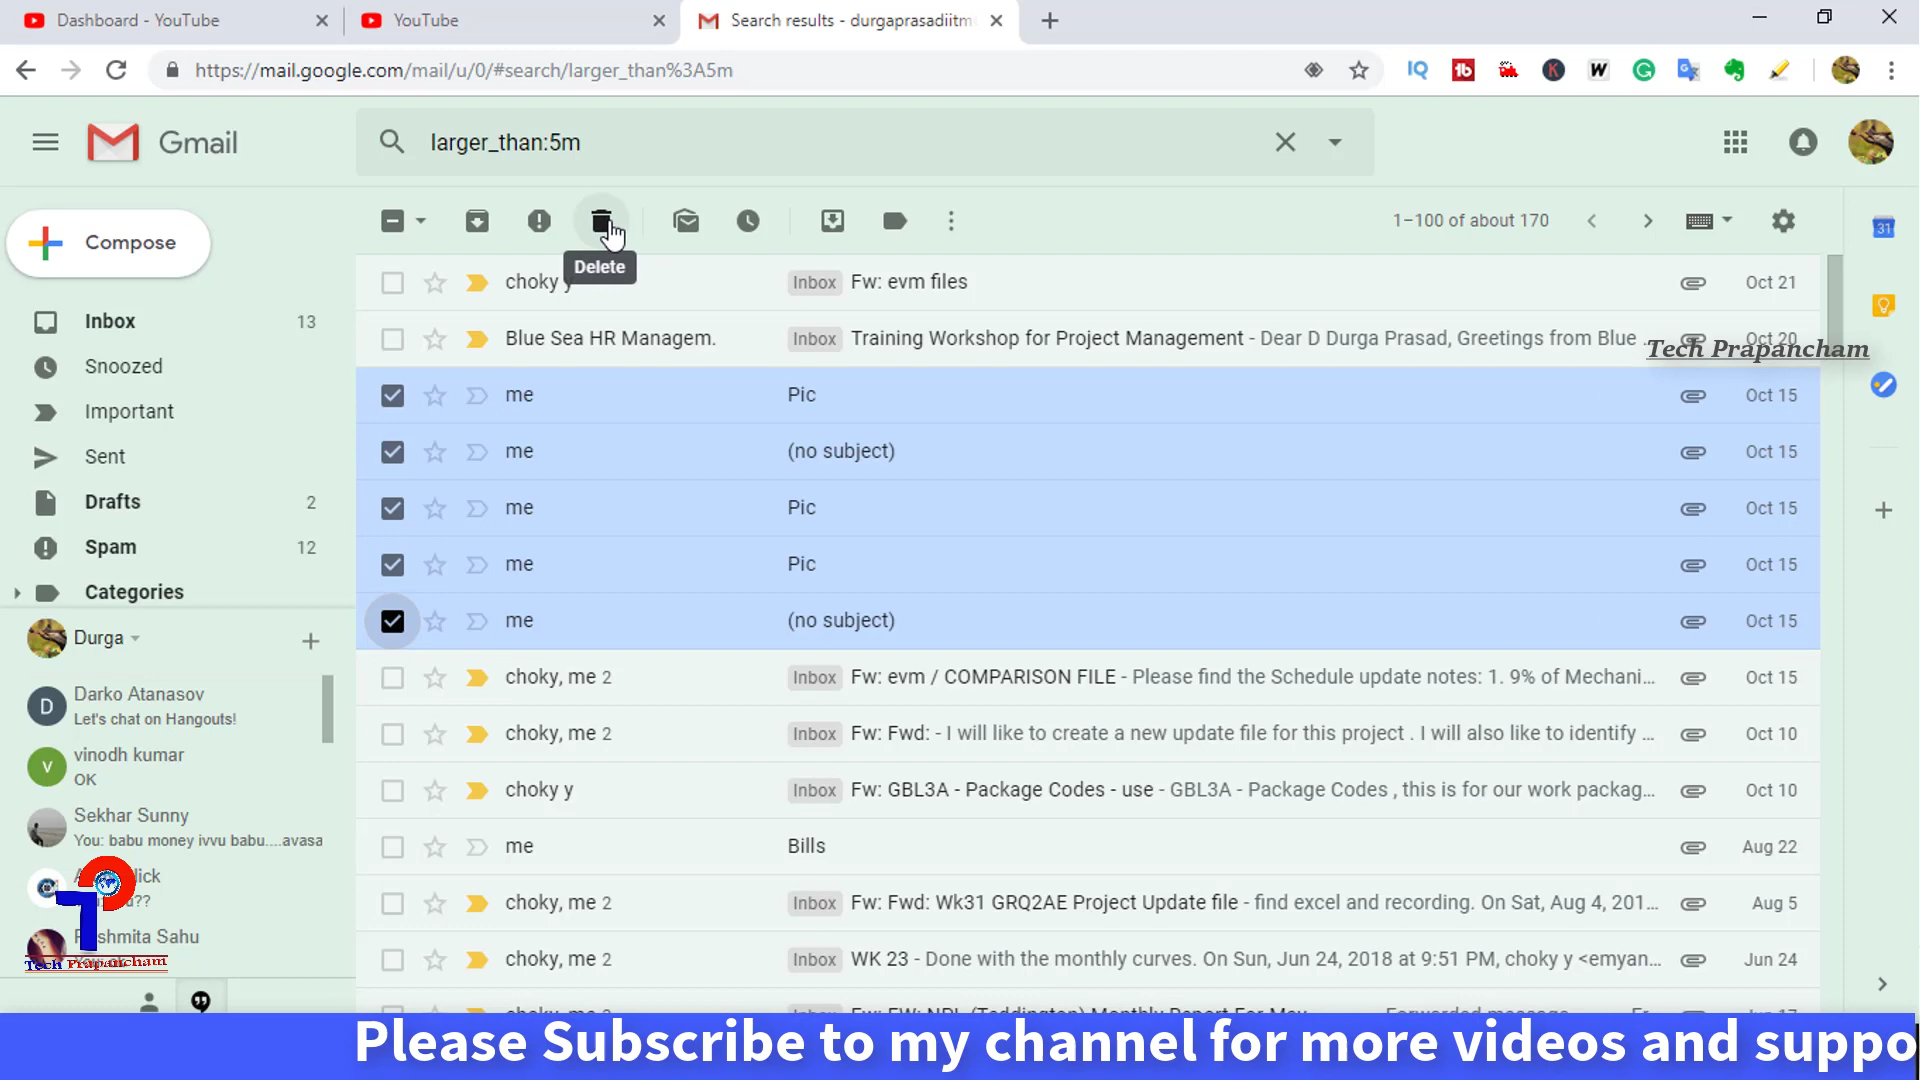 Dashboard - YouTube
YouTube
Search results - durgaprasadiitm
https://mail.google.com/mail/u/0/#search/larger_than%3A5m
Gmail
larger_than:5m
Compose
1–100 of about 170
Delete
Inbox 13
Snoozed
Important
Sent
Drafts 2
Spam 12
Categories
choky y Inbox Fw: evm files Oct 21
Blue Sea HR Managem. Inbox Training Workshop for Project Management - Dear D Durga Prasad, Greetings from Blue ... Oct 20
Tech Prapancham
me Pic Oct 15
me (no subject) Oct 15
me Pic Oct 15
me Pic Oct 15
me (no subject) Oct 15
choky, me 2 Inbox Fw: evm / COMPARISON FILE - Please find the Schedule update notes: 1. 9% of Mechani... Oct 15
choky, me 2 Inbox Fw: Fwd: - I will like to create a new update file for this project . I will also like to identify ... Oct 10
choky y Inbox Fw: GBL3A - Package Codes - use - GBL3A - Package Codes , this is for our work packag... Oct 10
me Bills Aug 22
choky, me 2 Inbox Fw: Fwd: Wk31 GRQ2AE Project Update file - find excel and recording. On Sat, Aug 4, 201... Aug 5
choky, me 2 Inbox WK 23 - Done with the monthly curves. On Sun, Jun 24, 2018 at 9:51 PM, choky y <emyan... Jun 24
Durga
Darko Atanasov
Let's chat on Hangouts!
vinodh kumar
OK
Sekhar Sunny
You: babu money ivvu babu....avasa
Sahu
Tech Prapancham
Please Subscribe to my channel for more videos and suppo